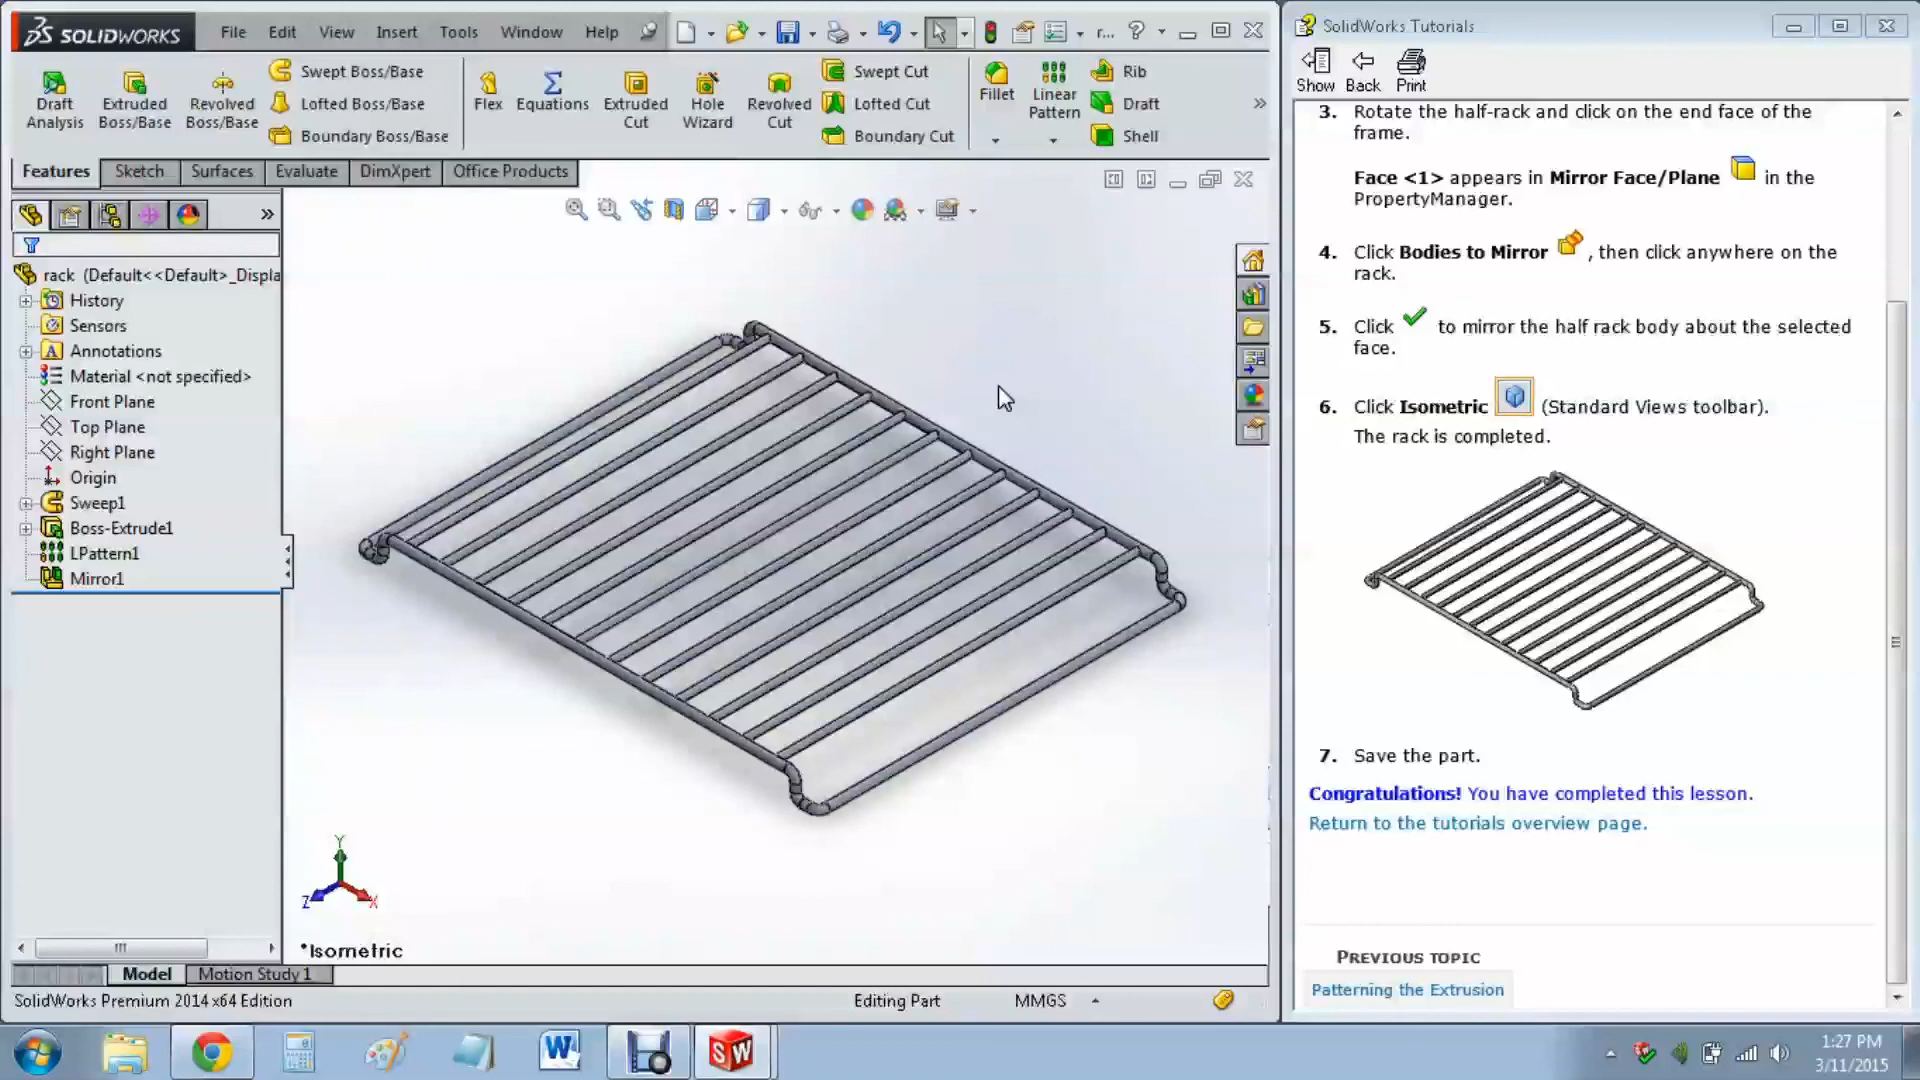 SOLIDWORKS
File Edit View Insert Tools Window Help
r...
Draft Analysis
Extruded Boss/Base
Revolved Boss/Base
Swept Boss/Base
Lofted Boss/Base
Boundary Boss/Base
Flex
Equations
Extruded Cut
Hole Wizard
Revolved Cut
Swept Cut
Lofted Cut
Boundary Cut
Fillet
Linear Pattern
Rib
Draft
Shell
Features Sketch Surfaces Evaluate DimXpert Office Products
rack (Default<<Default>_Displa
History
Sensors
Annotations
Material <not specified>
Front Plane
Top Plane
Right Plane
Origin
Sweep1
Boss-Extrude1
LPattern1
Mirror1
Y
Z
X
*Isometric
Model Motion Study 1
SolidWorks Premium 2014 x64 Edition
Editing Part
MMGS
SolidWorks Tutorials
Show Back Print
3. Rotate the half-rack and click on the end face of the
frame.
Face <1> appears in Mirror Face/Plane in the
PropertyManager.
4. Click Bodies to Mirror , then click anywhere on the
rack.
5. Click to mirror the half rack body about the selected
face.
6. Click Isometric (Standard Views toolbar).
The rack is completed.
7. Save the part.
Congratulations! You have completed this lesson.
Return to the tutorials overview page.
PREVIOUS TOPIC
Patterning the Extrusion
W
SW
1:27 PM
3/11/2015